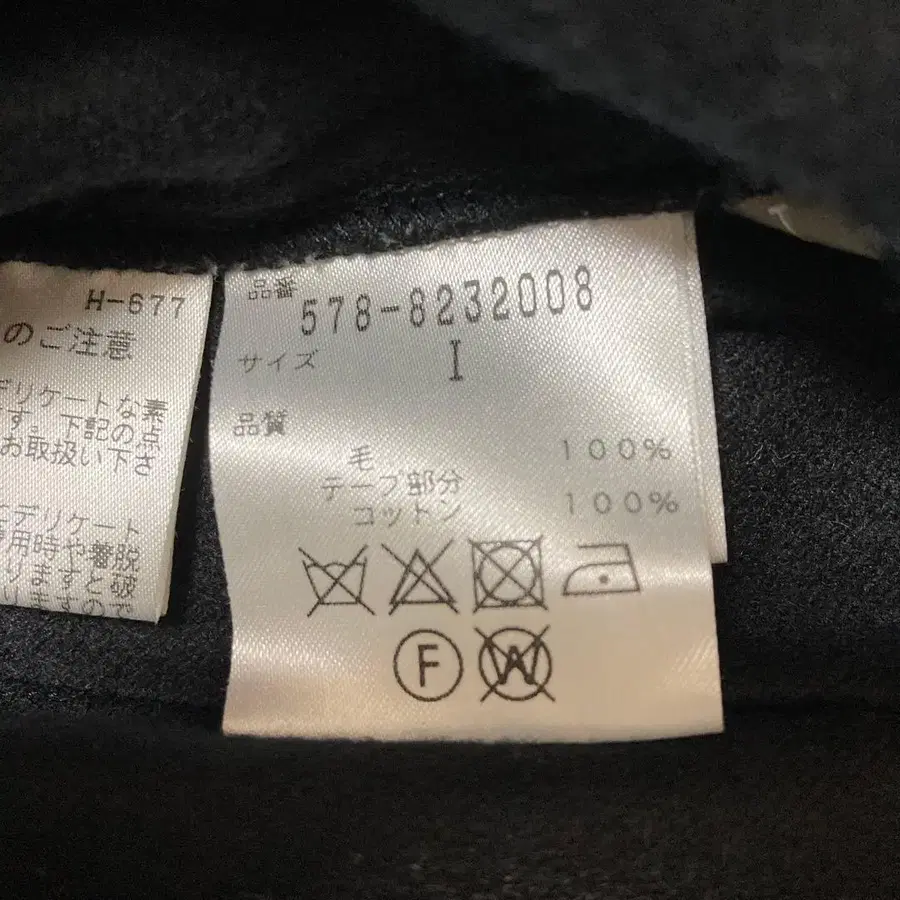 H-677
のご注意
デリケートな素
す。下記の点
お取扱い下さ
デリケート
用時や着脱
りますと破
品番
578-8232008
サイズ
I
品質
毛 100%
テープ部分
コットン 100%
F
W